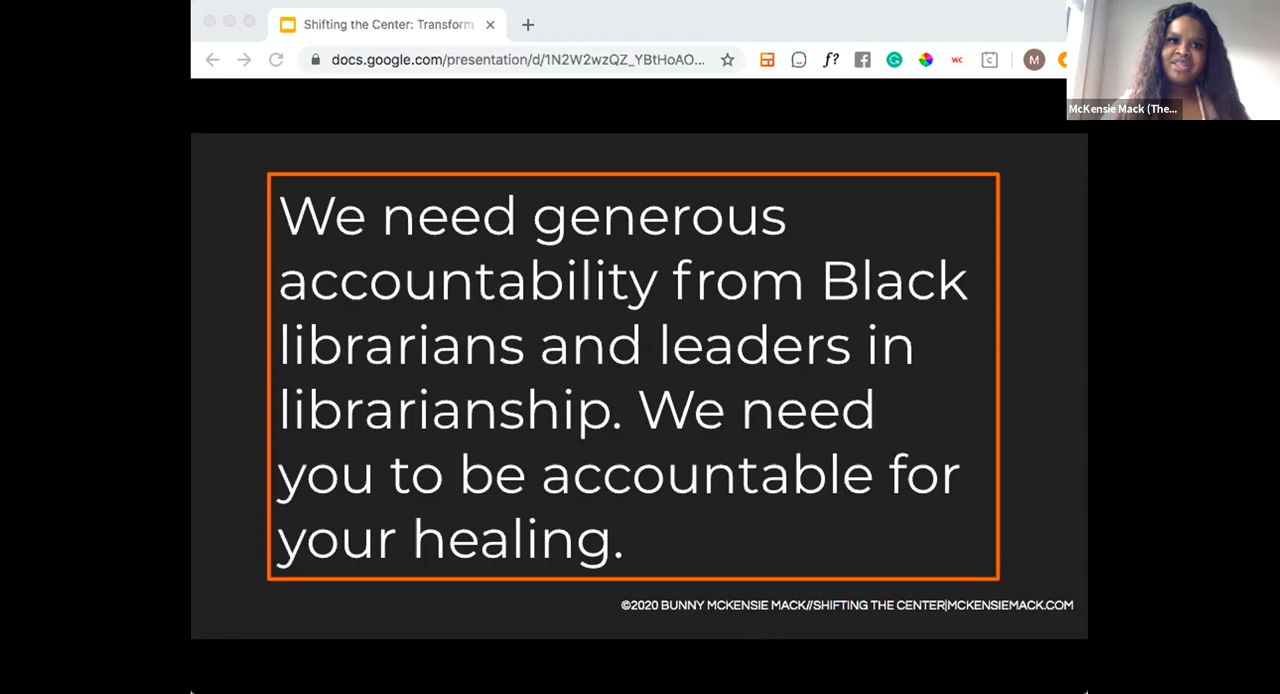 Shifting the Center: Transform
docs.google.com/presentation/d/1N2W2wzQZ_YBtHoAO...
f?
WC
C
M
McKensie Mack (The...
We need generous
accountability from Black
librarians and leaders in
librarianship. We need
you to be accountable for
your healing.
©2020 BUNNY MCKENSIE MACK//SHIFTING THE CENTER|MCKENSIEMACK.COM